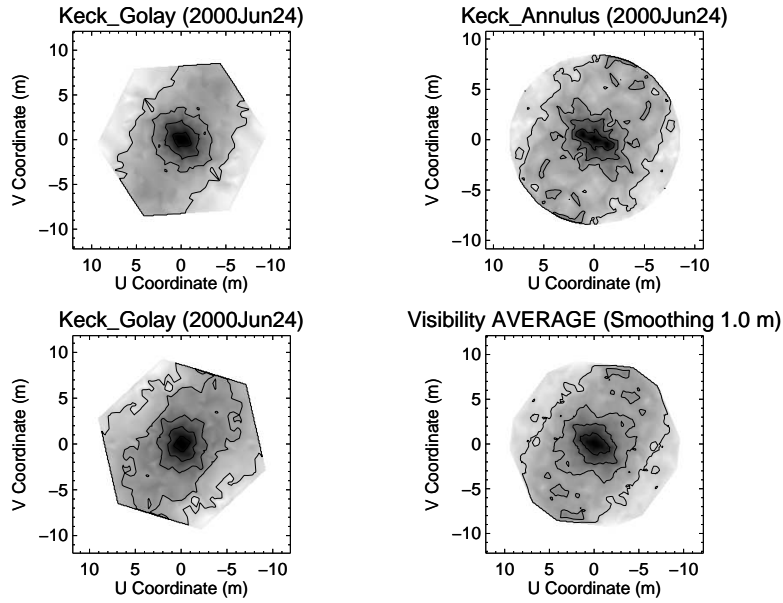 Keck_Golay (2000Jun24)
10
5
0
−5
−10
V Coordinate (m)
10 5 0 −5 −10
U Coordinate (m)
Keck_Annulus (2000Jun24)
10
5
0
−5
−10
V Coordinate (m)
10 5 0 −5 −10
U Coordinate (m)
Keck_Golay (2000Jun24)
10
5
0
−5
−10
V Coordinate (m)
10 5 0 −5 −10
U Coordinate (m)
Visibility AVERAGE (Smoothing 1.0 m)
10
5
0
−5
−10
V Coordinate (m)
10 5 0 −5 −10
U Coordinate (m)